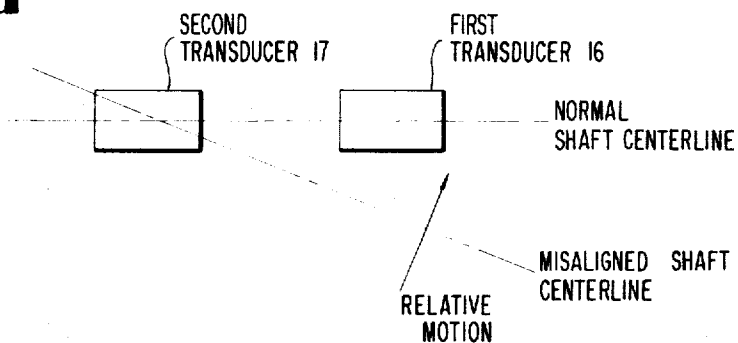 SECOND
TRANSDUCER 17
FIRST
TRANSDUCER 16
NORMAL
SHAFT CENTERLINE
MISALIGNED SHAFT
CENTERLINE
RELATIVE
MOTION